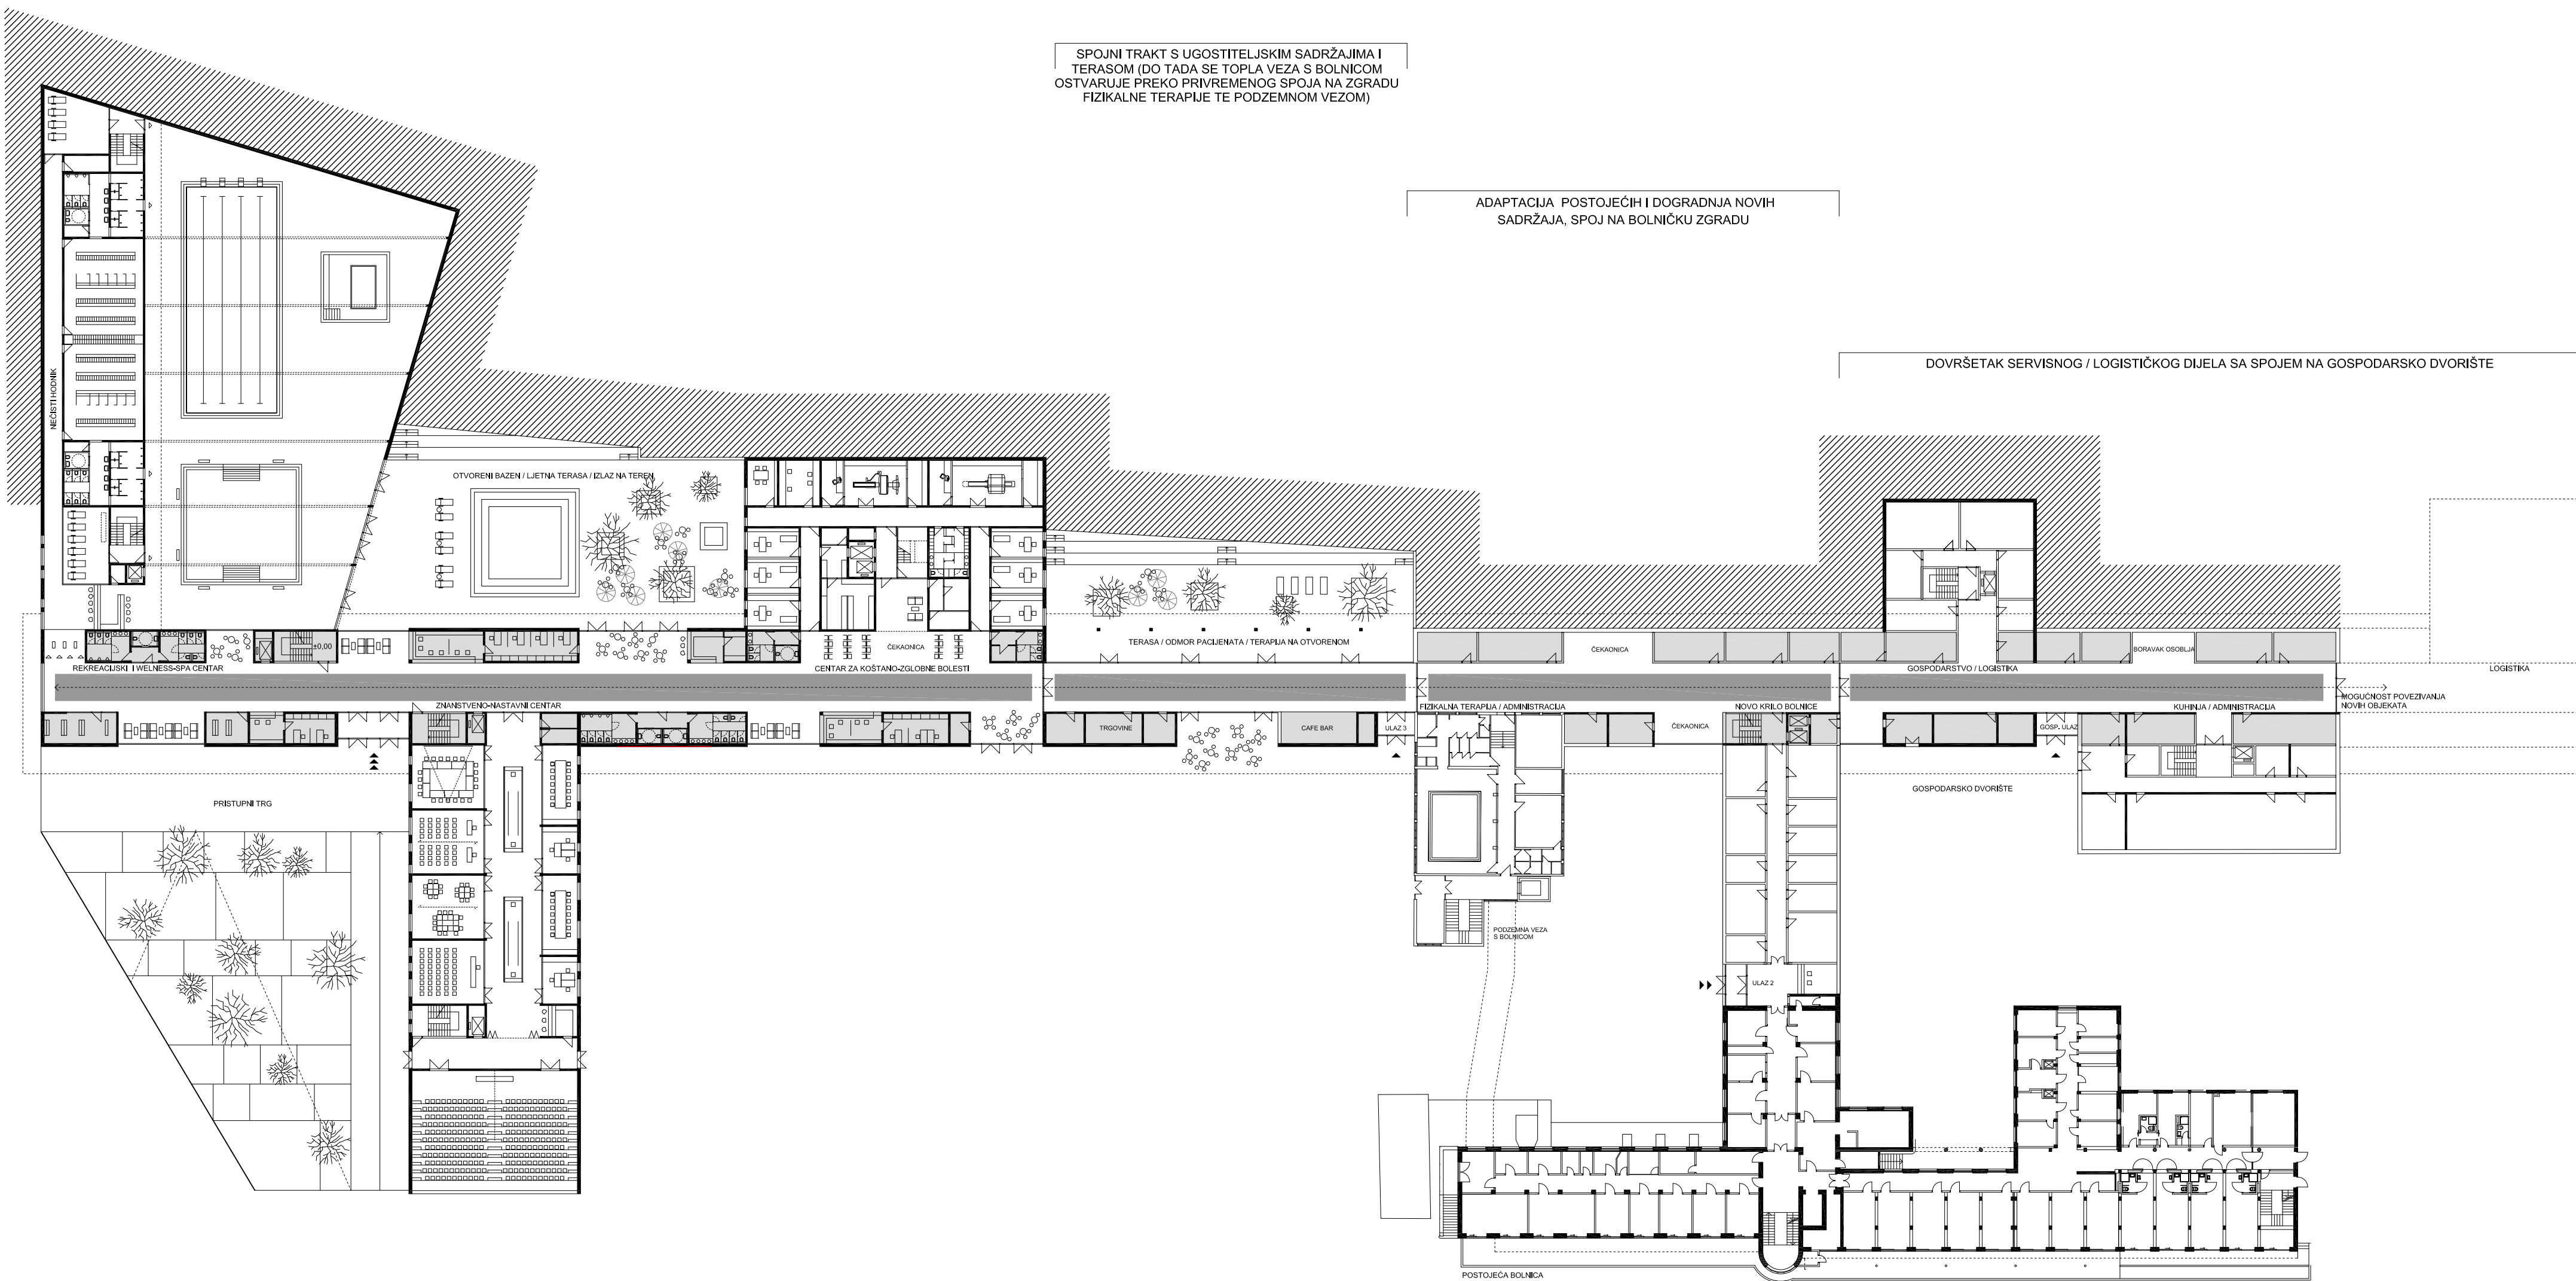 SPOJNI TRAKT S UGOSTITELJSKIM SADRŽAJIMA I
TERASOM (DO TADA SE TOPLA VEZA S BOLNICOM
OSTVARUJE PREKO PRIVREMENOG SPOJA NA ZGRADU
FIZIKALNE TERAPIJE TE PODZEMNOM VEZOM)
ADAPTACIJA POSTOJEĆIH I DOGRADNJA NOVIH
SADRŽAJA, SPOJ NA BOLNIČKU ZGRADU
DOVRŠETAK SERVISNOG / LOGISTIČKOG DIJELA SA SPOJEM NA GOSPODARSKO DVORIŠTE
NEČISTI HODNIK
OTVORENI BAZEN / LJETNA TERASA / IZLAZ NA TEREN
±0,00
ČEKAONICA
TERASA / ODMOR PACIJENATA / TERAPIJA NA OTVORENOM
ČEKAONICA
BORAVAK OSOBLJA
REKREACIJSKI I WELNESS-SPA CENTAR
CENTAR ZA KOŠTANO-ZGLOBNE BOLESTI
GOSPODARSTVO / LOGISTIKA
LOGISTIKA
MOGUĆNOST POVEZIVANJA
NOVIH OBJEKATA
ZNANSTVENO-NASTAVNI CENTAR
FIZIKALNA TERAPIJA / ADMINISTRACIJA
NOVO KRILO BOLNICE
KUHINJA / ADMINISTRACIJA
TRGOVINE
CAFE BAR
ULAZ 3
ČEKAONICA
GOSP. ULAZ
GOSPODARSKO DVORIŠTE
PRISTUPNI TRG
PODZEMNA VEZA
S BOLNICOM
ULAZ 2
POSTOJEĆA BOLNICA